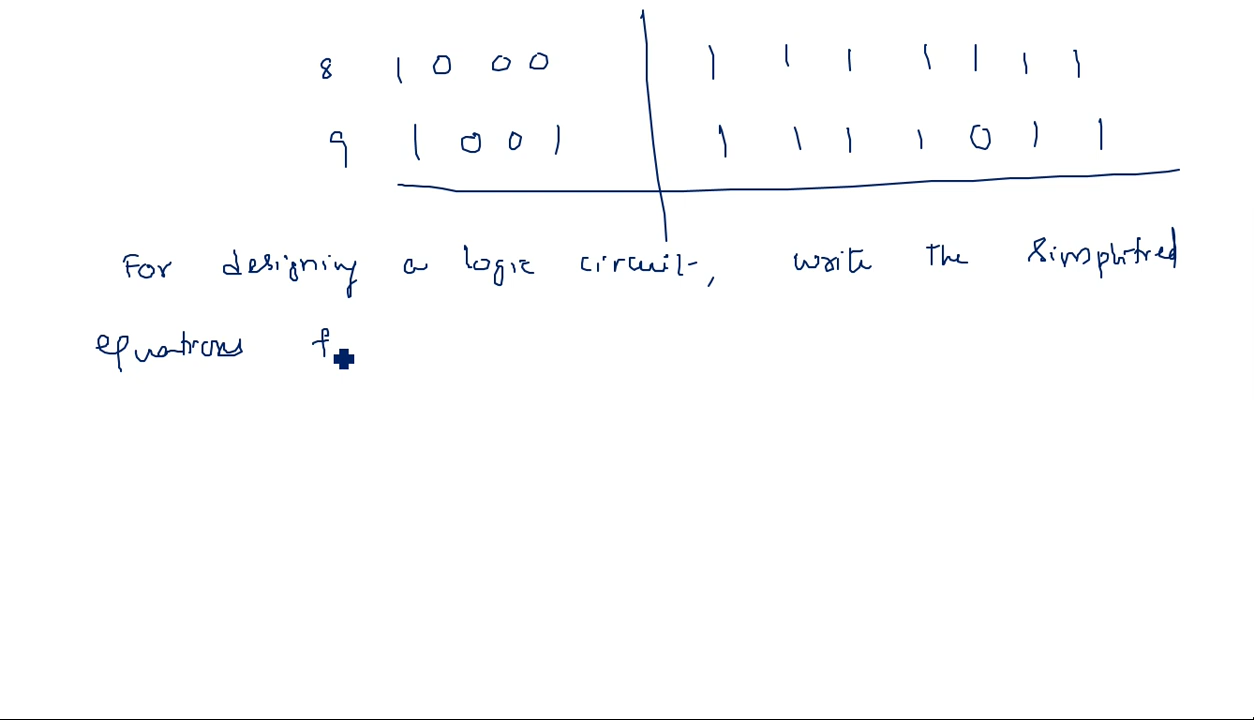 8 1 0 0 0 1 1 1 1 1 1 1
9 1 0 0 1 1 1 1 1 0 1 1
For designing a logic circuit, write the simplified
equations f